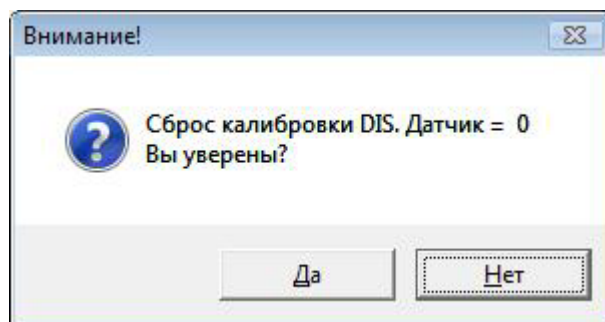 Внимание!
Сброс калибровки DIS. Датчик = 0
Вы уверены?
Да
Нет